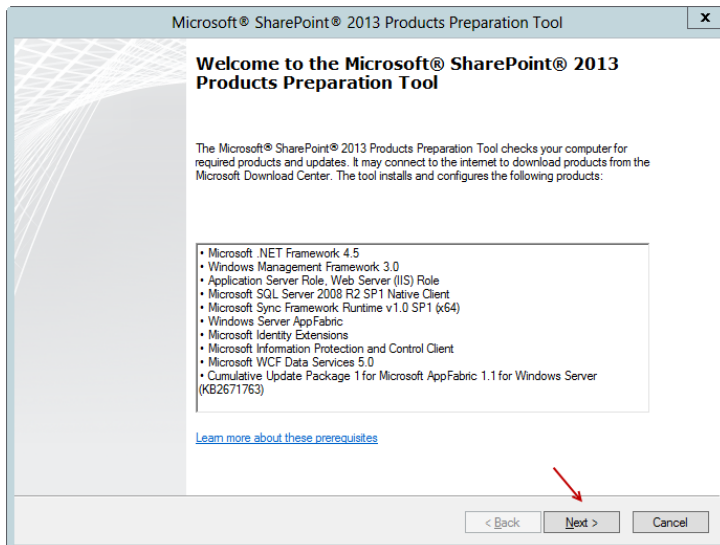 Microsoft® SharePoint® 2013 Products Preparation Tool
x
Welcome to the Microsoft® SharePoint® 2013
Products Preparation Tool
The Microsoft® SharePoint® 2013 Products Preparation Tool checks your computer for
required products and updates. It may connect to the internet to download products from the
Microsoft Download Center. The tool installs and configures the following products:
• Microsoft .NET Framework 4.5
• Windows Management Framework 3.0
• Application Server Role, Web Server (IIS) Role
• Microsoft SQL Server 2008 R2 SP1 Native Client
• Microsoft Sync Framework Runtime v1.0 SP1 (x64)
• Windows Server AppFabric
• Microsoft Identity Extensions
• Microsoft Information Protection and Control Client
• Microsoft WCF Data Services 5.0
• Cumulative Update Package 1 for Microsoft AppFabric 1.1 for Windows Server
(KB2671763)
Learn more about these prerequisites
< Back Next > Cancel